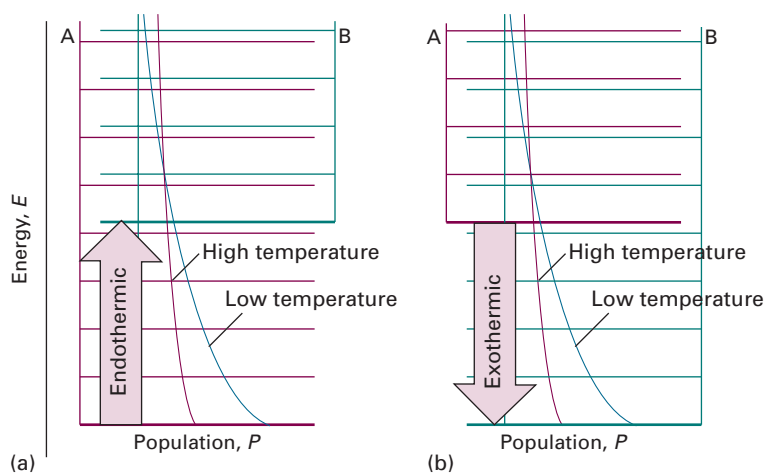 A
B
Energy, E
Endothermic
High temperature
Low temperature
Population, P
(a)
A
B
Exothermic
High temperature
Low temperature
Population, P
(b)